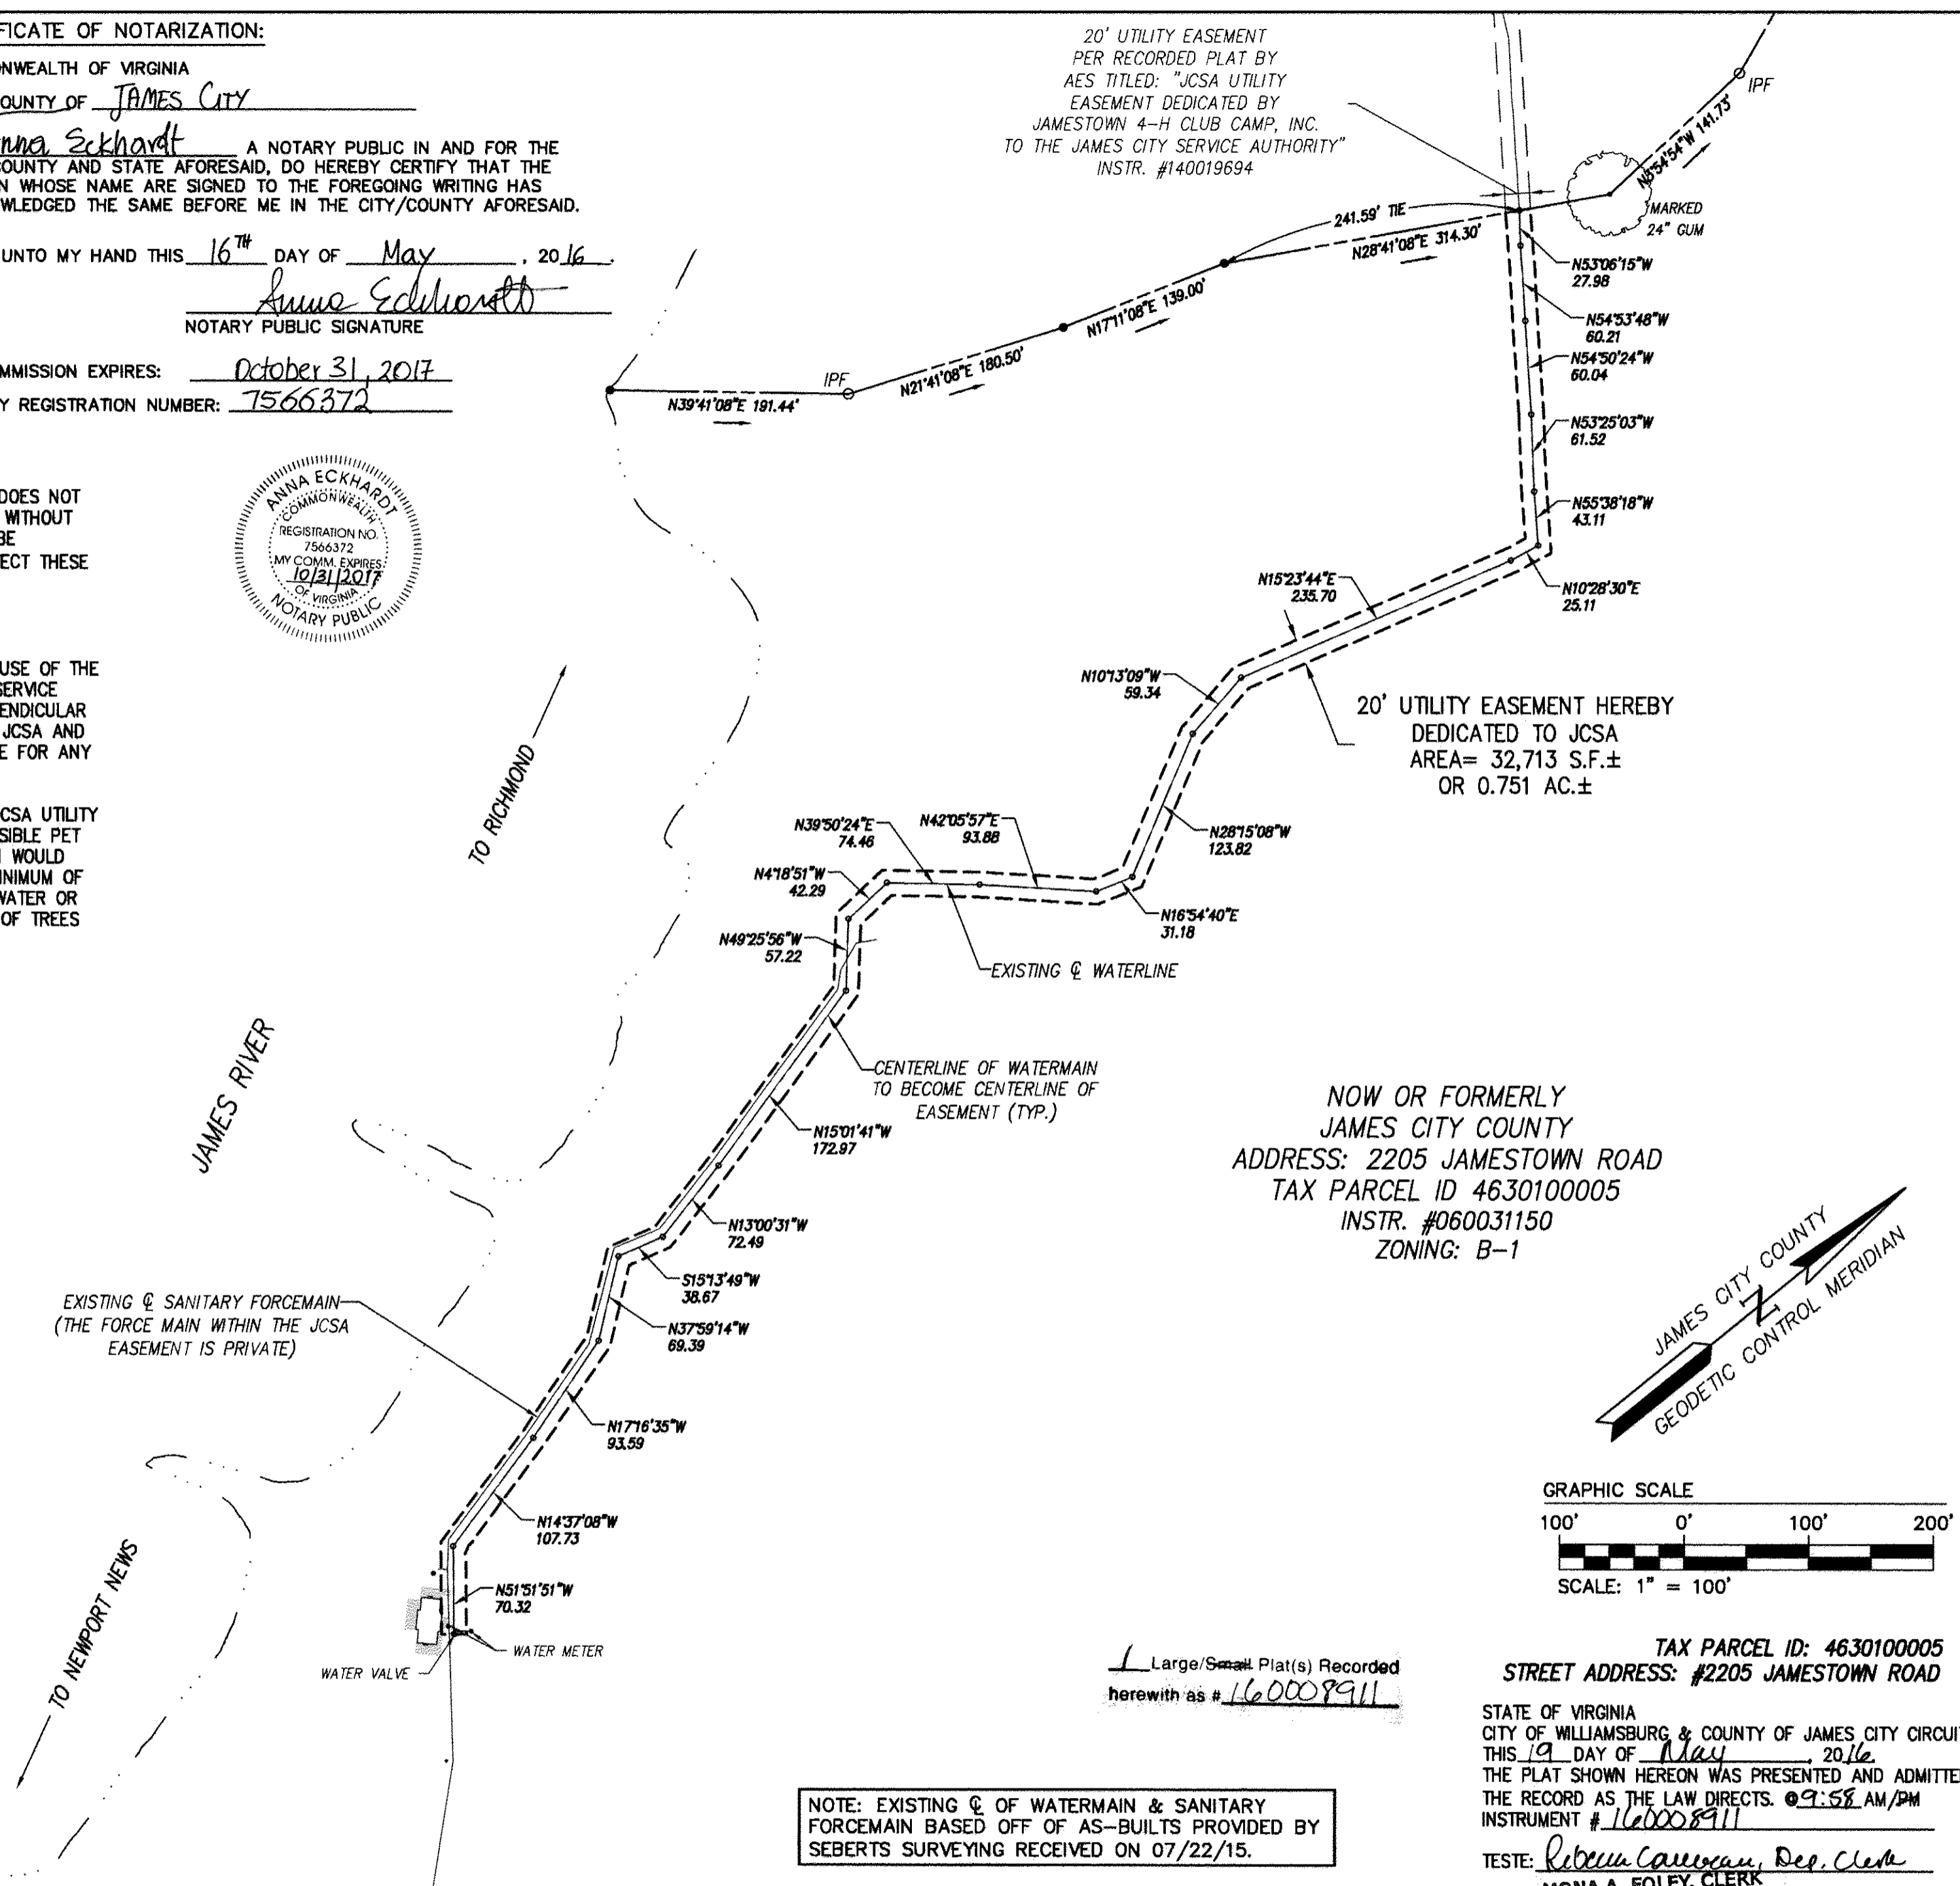 FICATE OF NOTARIZATION:
NWEALTH OF VIRGINIA
OUNTY OF JAMES CITY
nna Eckhardt A NOTARY PUBLIC IN AND FOR THE
OUNTY AND STATE AFORESAID, DO HEREBY CERTIFY THAT THE
N WHOSE NAME ARE SIGNED TO THE FOREGOING WRITING HAS
WLEDGED THE SAME BEFORE ME IN THE CITY/COUNTY AFORESAID.
UNTO MY HAND THIS 16TH DAY OF May, 2016.
Anna Eckhardt
NOTARY PUBLIC SIGNATURE
MMISSION EXPIRES: October 31, 2017
Y REGISTRATION NUMBER: 7566372
ANNA ECKHARDT
COMMONWEALTH
REGISTRATION NO.
7566372
MY COMM. EXPIRES
10/31/2017
OF VIRGINIA
NOTARY PUBLIC
DOES NOT
WITHOUT
BE
ECT THESE
USE OF THE
SERVICE
ENDICULAR
JCSA AND
E FOR ANY
CSA UTILITY
SIBLE PET
WOULD
NIMUM OF
WATER OR
OF TREES
20' UTILITY EASEMENT
PER RECORDED PLAT BY
AES TITLED: "JCSA UTILITY
EASEMENT DEDICATED BY
JAMESTOWN 4-H CLUB CAMP, INC.
TO THE JAMES CITY SERVICE AUTHORITY"
INSTR. #140019694
IPF
N3°54'54"W 141.73'
MARKED
24" GUM
241.59' TIE
N28°41'08"E 314.30'
N17°11'08"E 139.00'
N21°41'08"E 180.50'
IPF
N39°41'08"E 191.44'
N53°06'15"W
27.98
N54°53'48"W
60.21
N54°50'24"W
60.04
N53°25'03"W
61.52
N55°38'18"W
43.11
N10°28'30"E
25.11
N15°23'44"E
235.70
N10°13'09"W
59.34
20' UTILITY EASEMENT HEREBY
DEDICATED TO JCSA
AREA= 32,713 S.F.±
OR 0.751 AC.±
N28°15'08"W
123.82
N16°54'40"E
31.18
N42°05'57"E
93.88
N39°50'24"E
74.46
N4°18'51"W
42.29
N49°25'56"W
57.22
EXISTING ℄ WATERLINE
TO RICHMOND
JAMES RIVER
CENTERLINE OF WATERMAIN
TO BECOME CENTERLINE OF
EASEMENT (TYP.)
N15°01'41"W
172.97
N13°00'31"W
72.49
S15°13'49"W
38.67
N37°59'14"W
69.39
EXISTING ℄ SANITARY FORCEMAIN
(THE FORCE MAIN WITHIN THE JCSA
EASEMENT IS PRIVATE)
N17°16'35"W
93.59
N14°37'08"W
107.73
N51°51'51"W
70.32
WATER METER
WATER VALVE
TO NEWPORT NEWS
NOW OR FORMERLY
JAMES CITY COUNTY
ADDRESS: 2205 JAMESTOWN ROAD
TAX PARCEL ID 4630100005
INSTR. #060031150
ZONING: B-1
JAMES CITY COUNTY
N
GEODETIC CONTROL MERIDIAN
GRAPHIC SCALE
100' 0' 100' 200'
SCALE: 1" = 100'
1 Large/Small Plat(s) Recorded
herewith as # 160008911
NOTE: EXISTING ℄ OF WATERMAIN & SANITARY
FORCEMAIN BASED OFF OF AS-BUILTS PROVIDED BY
SEBERTS SURVEYING RECEIVED ON 07/22/15.
TAX PARCEL ID: 4630100005
STREET ADDRESS: #2205 JAMESTOWN ROAD
STATE OF VIRGINIA
CITY OF WILLIAMSBURG & COUNTY OF JAMES CITY CIRCUI
THIS 19 DAY OF May, 2016.
THE PLAT SHOWN HEREON WAS PRESENTED AND ADMITTE
THE RECORD AS THE LAW DIRECTS. @ 9:58 AM/PM
INSTRUMENT # 160008911
TESTE: Dep. Clerk
MONA A. FOLEY, CLERK